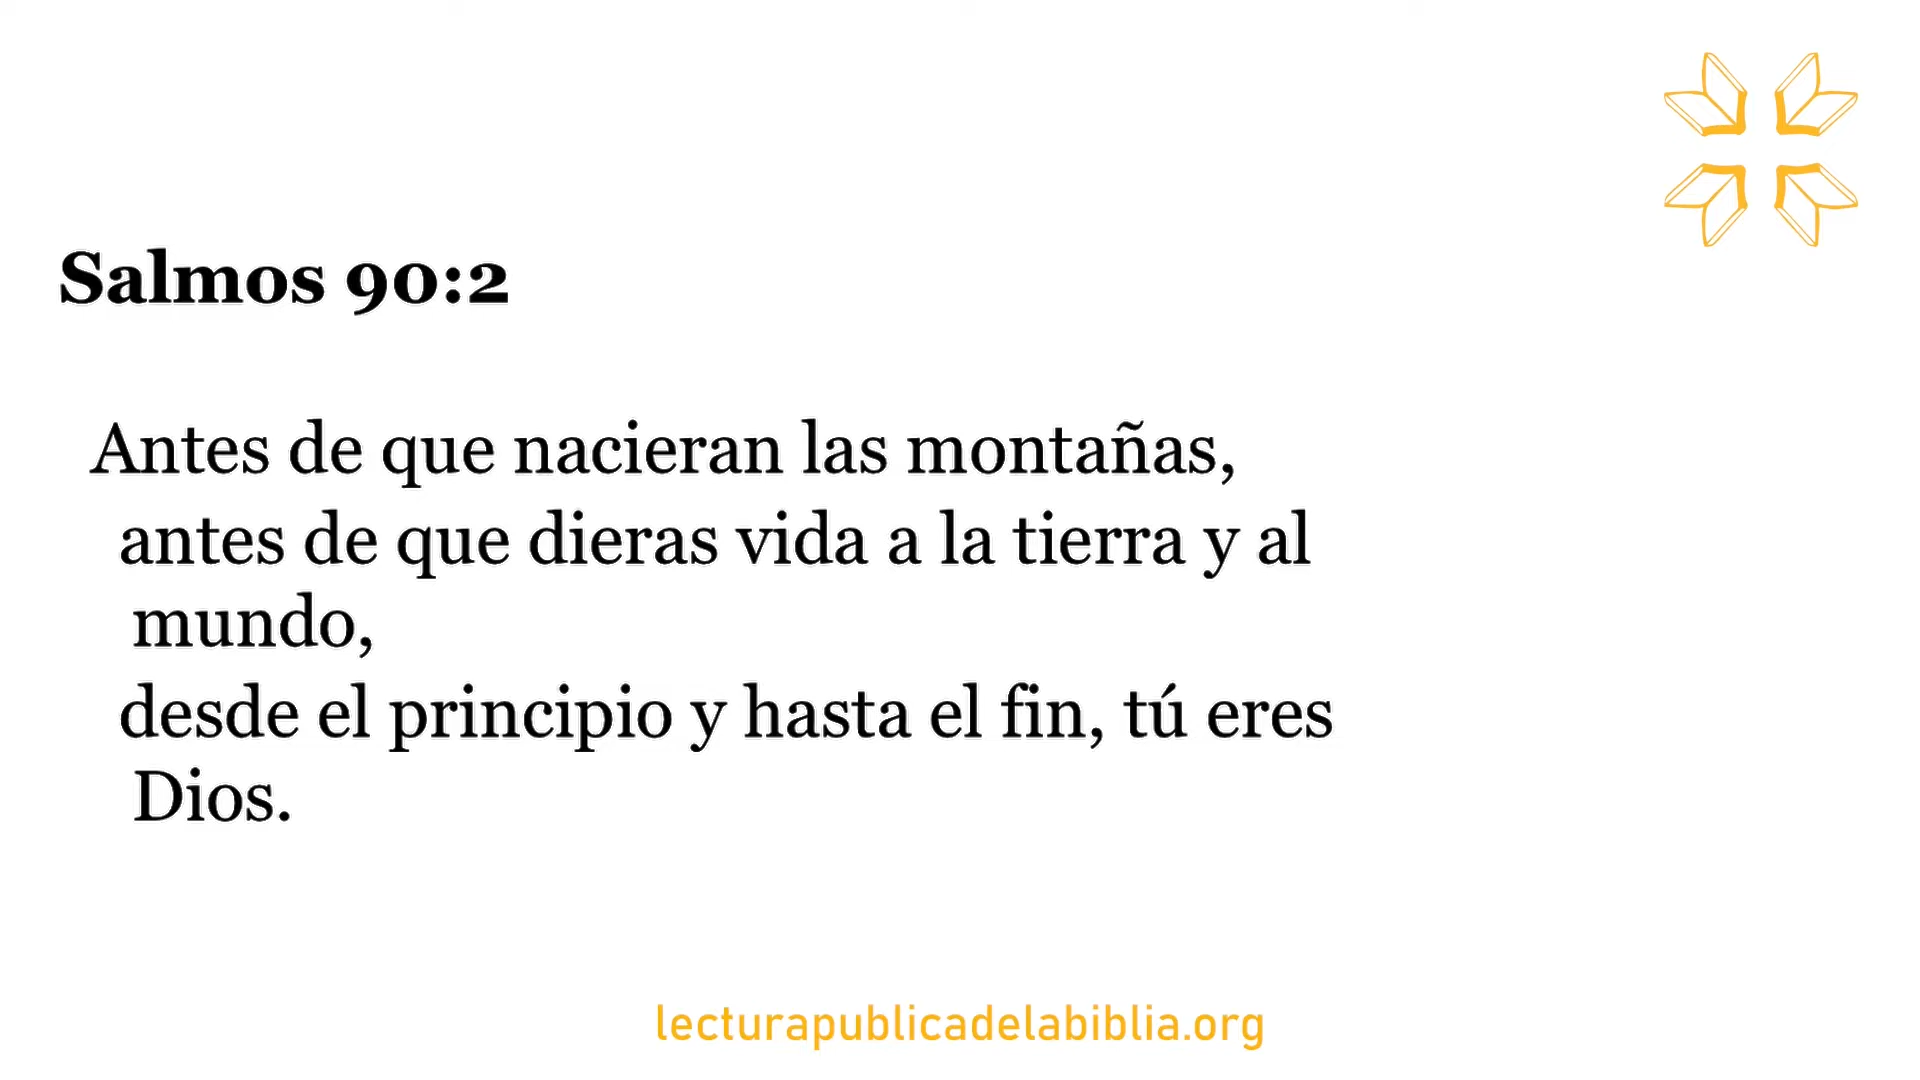 Salmos 90:2
Antes de que nacieran las montañas,
antes de que dieras vida a la tierra y al
mundo,
desde el principio y hasta el fin, tú eres
Dios.
lecturapublicadelabiblia.org